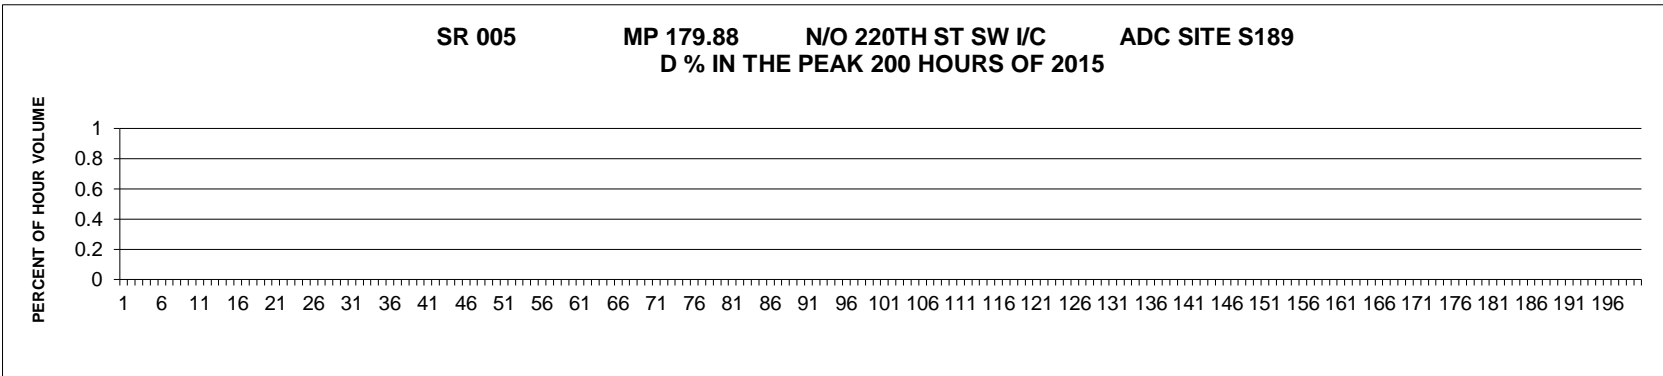 SR 005 MP 179.88 N/O 220TH ST SW I/C ADC SITE S189
D % IN THE PEAK 200 HOURS OF 2015
PERCENT OF HOUR VOLUME
1
0.8
0.6
0.4
0.2
0
1 6 11 16 21 26 31 36 41 46 51 56 61 66 71 76 81 86 91 96 101 106 111 116 121 126 131 136 141 146 151 156 161 166 171 176 181 186 191 196